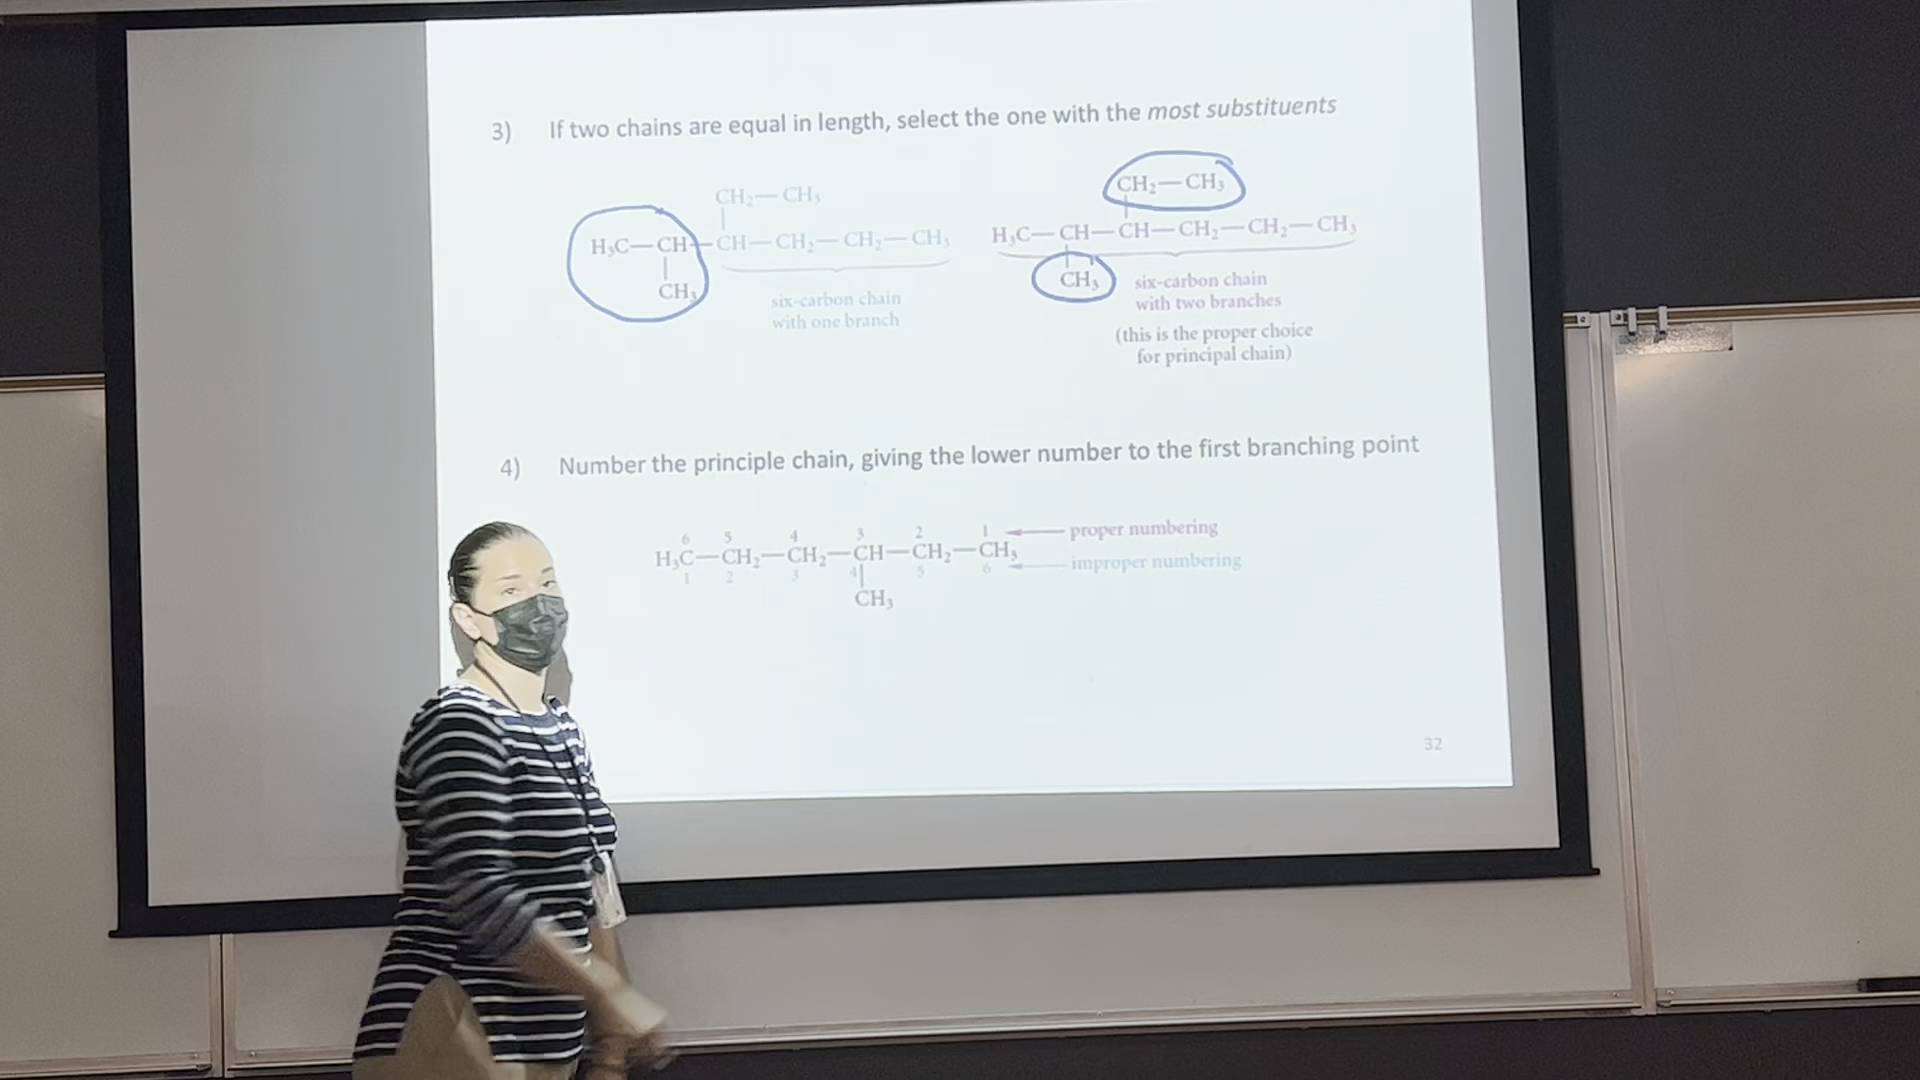 3) If two chains are equal in length, select the one with the most substituents
CH₂—CH₃
H₃C—CH—CH—CH₂—CH₂—CH₃
CH₃
six-carbon chain
with one branch
CH₂—CH₃
H₃C—CH—CH—CH₂—CH₂—CH₃
CH₃
six-carbon chain
with two branches
(this is the proper choice
for principal chain)
4) Number the principle chain, giving the lower number to the first branching point
6 5 4 3 2 1 proper numbering
H₃C—CH₂—CH₂—CH—CH₂—CH₃
1 2 3 4 5 6 improper numbering
CH₃
32